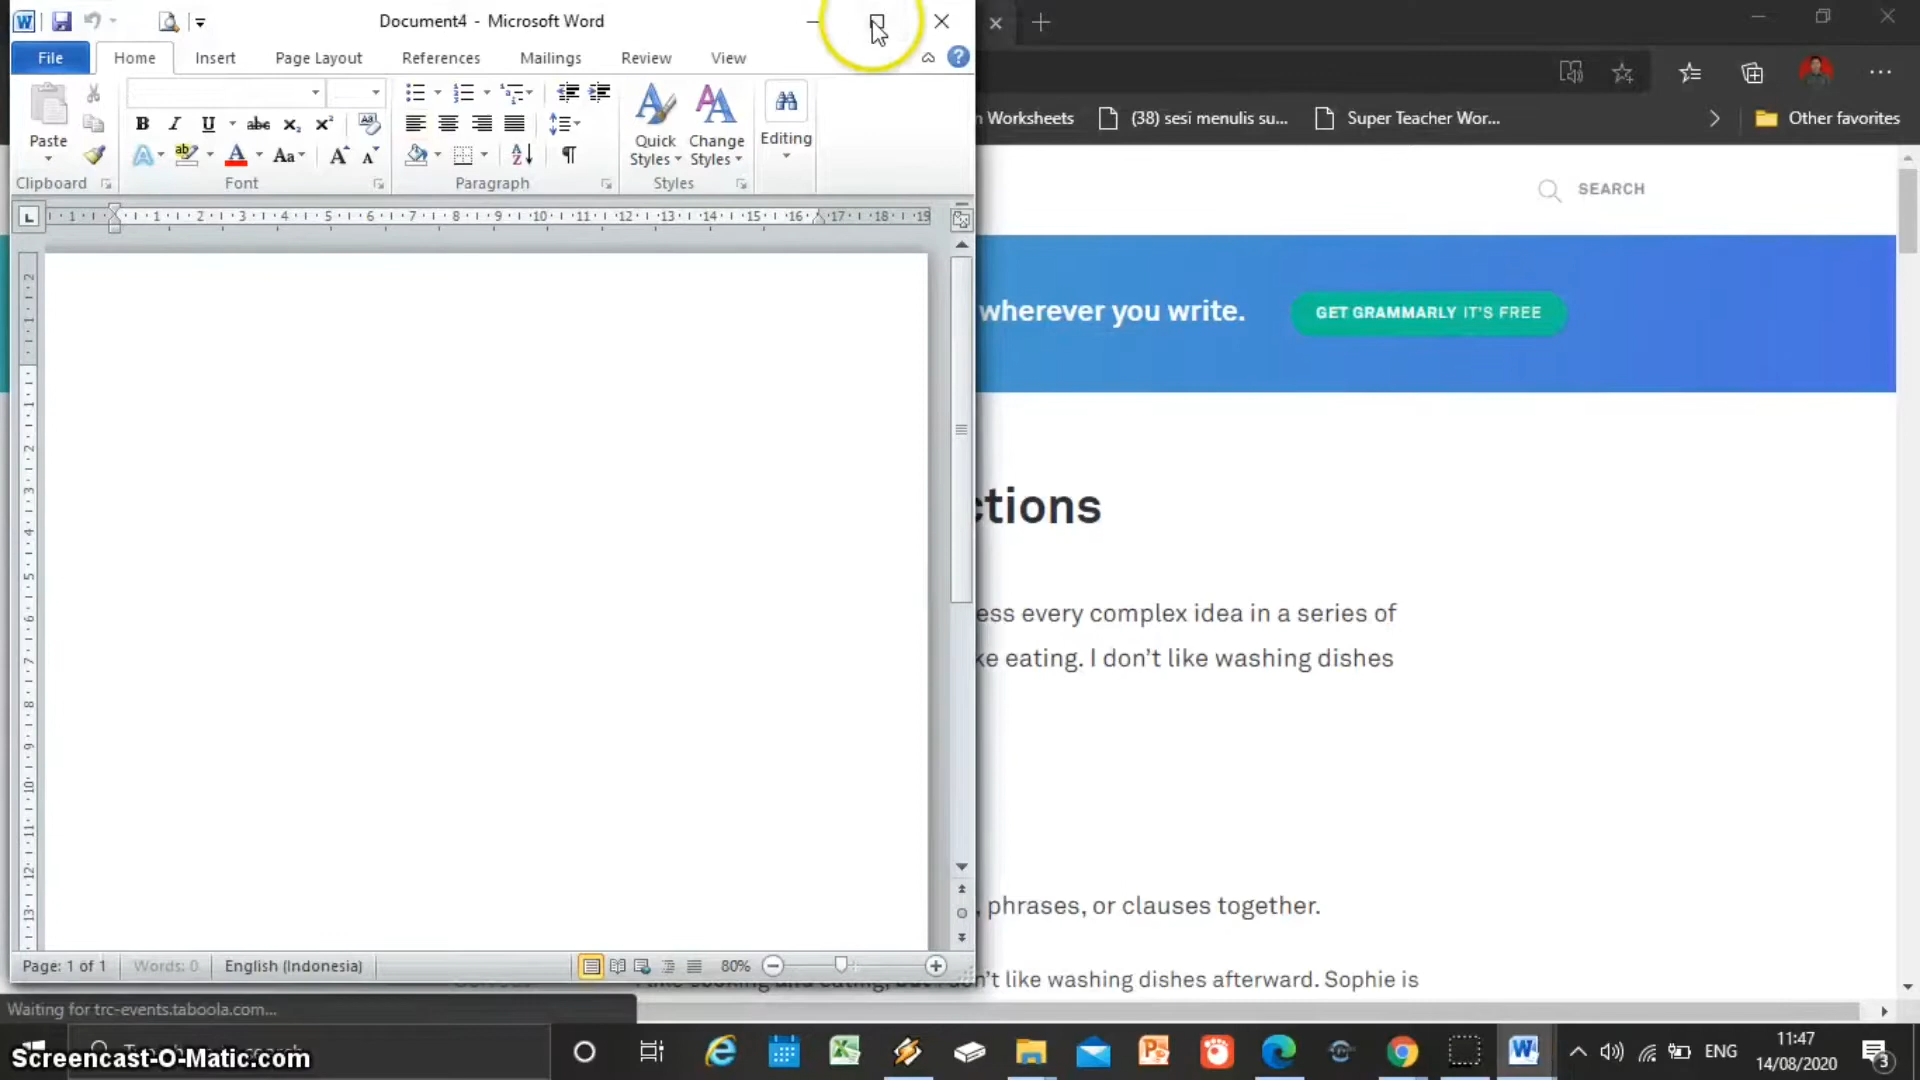 Document4 - Microsoft Word
File Home Insert Page Layout References Mailings Review View
Paste
Quick Styles
Change Styles
Editing
Clipboard Font Paragraph Styles
Worksheets (38) sesi menulis su... Super Teacher Wor... Other favorites
SEARCH
wherever you write. GET GRAMMARLY IT'S FREE
ctions
ess every complex idea in a series of
ke eating. I don't like washing dishes
, phrases, or clauses together.
n't like washing dishes afterward. Sophie is
Page: 1 of 1 Words: 0 English (Indonesia) 80%
Waiting for trc-events.taboola.com...
Screencast-O-Matic.com
ENG 11:47
14/08/2020
3